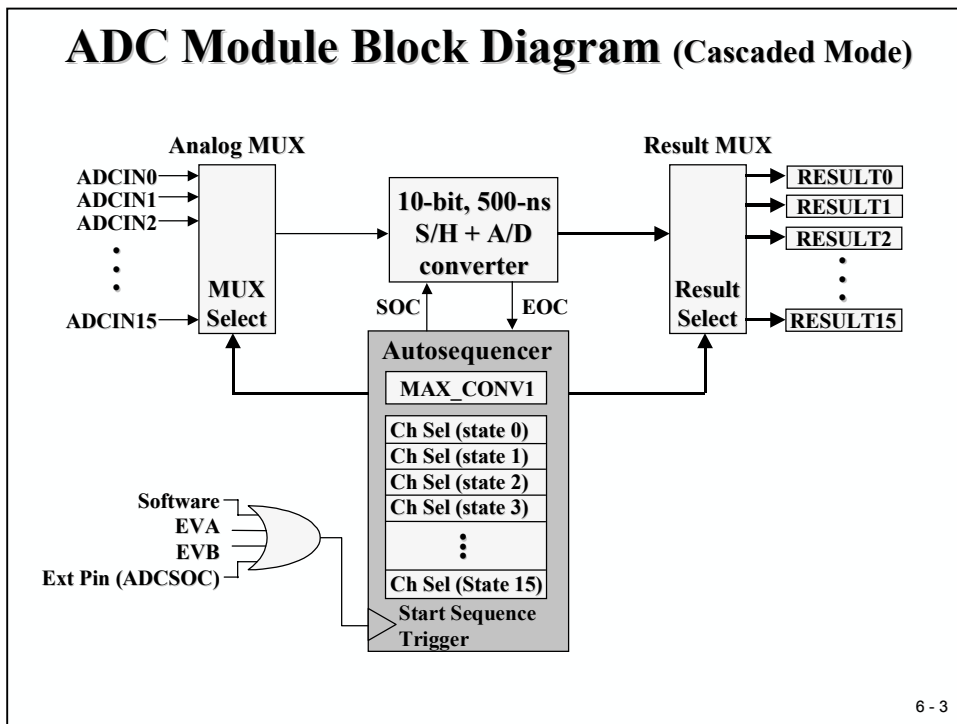 ADC Module Block Diagram (Cascaded Mode)
Analog MUX
Result MUX
ADCIN0
ADCIN1
ADCIN2
ADCIN15
MUX
Select
10-bit, 500-ns
S/H + A/D
converter
SOC
EOC
Result
Select
RESULT0
RESULT1
RESULT2
RESULT15
Autosequencer
MAX_CONV1
Ch Sel (state 0)
Ch Sel (state 1)
Ch Sel (state 2)
Ch Sel (state 3)
Ch Sel (State 15)
Start Sequence
Trigger
Software
EVA
EVB
Ext Pin (ADCSOC)
6 - 3